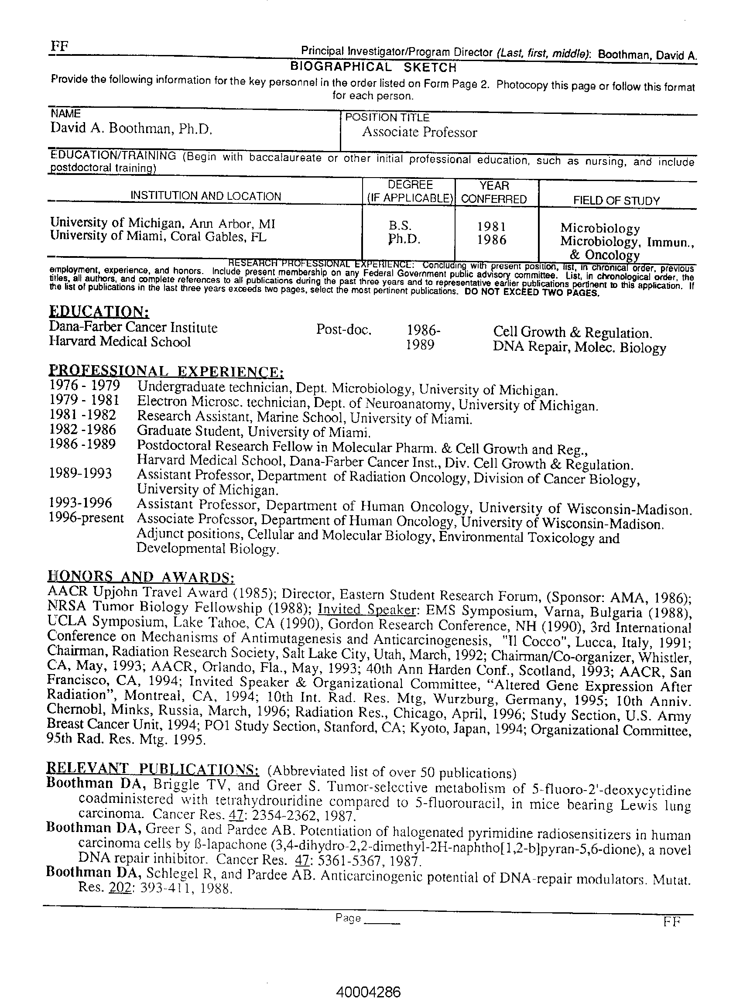 FF
Principal Investigator/Program Director (Last, first, middle): Boothman, David A.
BIOGRAPHICAL SKETCH
Provide the following information for the key personnel in the order listed on Form Page 2. Photocopy this page or follow this format
for each person.
NAME
David A. Boothman, Ph.D.
POSITION TITLE
Associate Professor
EDUCATION/TRAINING (Begin with baccalaureate or other initial professional education, such as nursing, and include
postdoctoral training)
INSTITUTION AND LOCATION DEGREE (IF APPLICABLE) YEAR CONFERRED FIELD OF STUDY
University of Michigan, Ann Arbor, MI B.S. 1981 Microbiology
University of Miami, Coral Gables, FL Ph.D. 1986 Microbiology, Immun.,
& Oncology
RESEARCH PROFESSIONAL EXPERIENCE: Concluding with present position, list, in chronical order, previous
employment, experience, and honors. Include present membership on any Federal Government public advisory committee. List, in chronological order, the
titles, all authors, and complete references to all publications during the past three years and to representative earlier publications pertinent to this application. If
the list of publications in the last three years exceeds two pages, select the most pertinent publications. DO NOT EXCEED TWO PAGES.
EDUCATION:
Dana-Farber Cancer Institute Post-doc. 1986- Cell Growth & Regulation.
Harvard Medical School 1989 DNA Repair, Molec. Biology
PROFESSIONAL EXPERIENCE:
1976 - 1979 Undergraduate technician, Dept. Microbiology, University of Michigan.
1979 - 1981 Electron Microsc. technician, Dept. of Neuroanatomy, University of Michigan.
1981 -1982 Research Assistant, Marine School, University of Miami.
1982 -1986 Graduate Student, University of Miami.
1986 -1989 Postdoctoral Research Fellow in Molecular Pharm. & Cell Growth and Reg.,
Harvard Medical School, Dana-Farber Cancer Inst., Div. Cell Growth & Regulation.
1989-1993 Assistant Professor, Department of Radiation Oncology, Division of Cancer Biology,
University of Michigan.
1993-1996 Assistant Professor, Department of Human Oncology, University of Wisconsin-Madison.
1996-present Associate Professor, Department of Human Oncology, University of Wisconsin-Madison.
Adjunct positions, Cellular and Molecular Biology, Environmental Toxicology and
Developmental Biology.
HONORS AND AWARDS:
AACR Upjohn Travel Award (1985); Director, Eastern Student Research Forum, (Sponsor: AMA, 1986);
NRSA Tumor Biology Fellowship (1988); Invited Speaker: EMS Symposium, Varna, Bulgaria (1988),
UCLA Symposium, Lake Tahoe, CA (1990), Gordon Research Conference, NH (1990), 3rd International
Conference on Mechanisms of Antimutagenesis and Anticarcinogenesis, "Il Cocco", Lucca, Italy, 1991;
Chairman, Radiation Research Society, Salt Lake City, Utah, March, 1992; Chairman/Co-organizer, Whistler,
CA, May, 1993; AACR, Orlando, Fla., May, 1993; 40th Ann Harden Conf., Scotland, 1993; AACR, San
Francisco, CA, 1994; Invited Speaker & Organizational Committee, “Altered Gene Expression After
Radiation”, Montreal, CA, 1994; 10th Int. Rad. Res. Mtg, Wurzburg, Germany, 1995; 10th Anniv.
Chernobl, Minks, Russia, March, 1996; Radiation Res., Chicago, April, 1996; Study Section, U.S. Army
Breast Cancer Unit, 1994; PO1 Study Section, Stanford, CA; Kyoto, Japan, 1994; Organizational Committee,
95th Rad. Res. Mtg. 1995.
RELEVANT PUBLICATIONS: (Abbreviated list of over 50 publications)
Boothman DA, Briggle TV, and Greer S. Tumor-selective metabolism of 5-fluoro-2'-deoxycytidine
coadministered with tetrahydrouridine compared to 5-fluorouracil, in mice bearing Lewis lung
carcinoma. Cancer Res. 47: 2354-2362, 1987.
Boothman DA, Greer S, and Pardee AB. Potentiation of halogenated pyrimidine radiosensitizers in human
carcinoma cells by ß-lapachone (3,4-dihydro-2,2-dimethyl-2H-naphtho[1,2-b]pyran-5,6-dione), a novel
DNA repair inhibitor. Cancer Res. 47: 5361-5367, 1987.
Boothman DA, Schlegel R, and Pardee AB. Anticarcinogenic potential of DNA-repair modulators. Mutat.
Res. 202: 393-411, 1988.
Page ______
FF
40004286